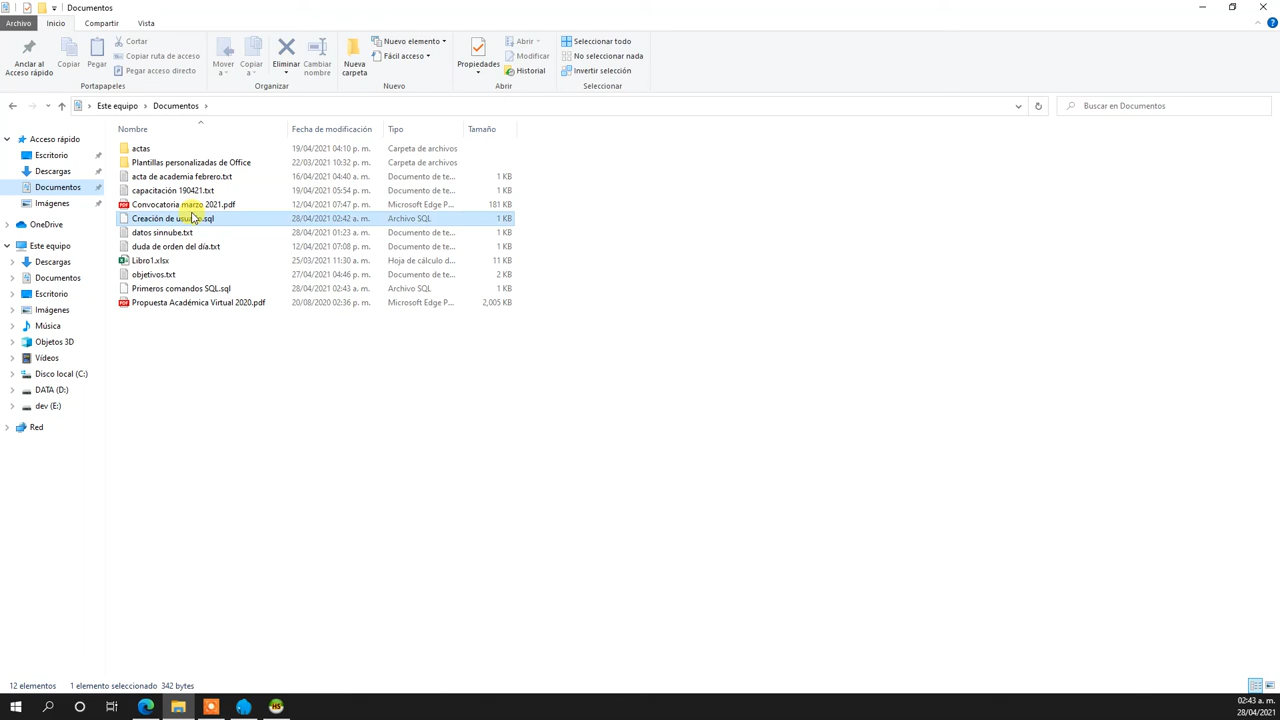 Documentos
Archivo Inicio Compartir Vista
Anclar al Acceso rápido
Copiar
Pegar
Cortar
Copiar ruta de acceso
Pegar acceso directo
Portapapeles
Mover a
Copiar a
Eliminar
Cambiar nombre
Organizar
Nueva carpeta
Nuevo elemento
Fácil acceso
Nuevo
Propiedades
Abrir
Modificar
Historial
Abrir
Seleccionar todo
No seleccionar nada
Invertir selección
Seleccionar
Este equipo > Documentos >
Buscar en Documentos
Nombre Fecha de modificación Tipo Tamaño
actas 19/04/2021 04:10 p. m. Carpeta de archivos
Plantillas personalizadas de Office 22/03/2021 10:32 p. m. Carpeta de archivos
acta de academia febrero.txt 16/04/2021 04:40 a. m. Documento de te... 1 KB
capacitación 190421.txt 19/04/2021 05:54 p. m. Documento de te... 1 KB
Convocatoria marzo 2021.pdf 12/04/2021 07:47 p. m. Microsoft Edge P... 181 KB
Creación de .sql 28/04/2021 02:42 a. m. Archivo SQL 1 KB
datos sinnube.txt 28/04/2021 01:23 a. m. Documento de te... 1 KB
duda de orden del día.txt 12/04/2021 07:08 p. m. Documento de te... 1 KB
Libro1.xlsx 25/03/2021 11:30 a. m. Hoja de cálculo d... 11 KB
objetivos.txt 27/04/2021 04:46 p. m. Documento de te... 2 KB
Primeros comandos SQL.sql 28/04/2021 02:43 a. m. Archivo SQL 1 KB
Propuesta Académica Virtual 2020.pdf 20/08/2020 02:36 p. m. Microsoft Edge P... 2,005 KB
Acceso rápido
Escritorio
Descargas
Documentos
Imágenes
OneDrive
Este equipo
Descargas
Documentos
Escritorio
Imágenes
Música
Objetos 3D
Vídeos
Disco local (C:)
DATA (D:)
dev (E:)
Red
12 elementos 1 elemento seleccionado 342 bytes
HS
02:43 a. m.
28/04/2021